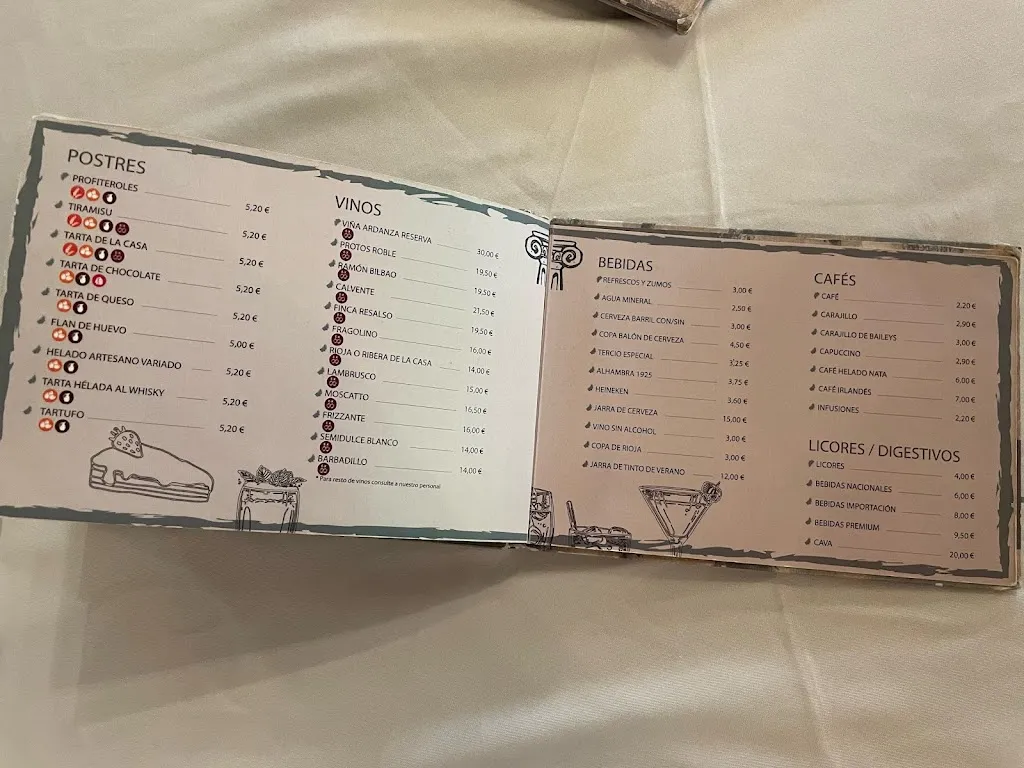 POSTRES
PROFITEROLES 5,20 €
TIRAMISU 5,20 €
TARTA DE LA CASA 5,20 €
TARTA DE CHOCOLATE 5,20 €
TARTA DE QUESO 5,20 €
FLAN DE HUEVO 5,00 €
HELADO ARTESANO VARIADO 5,20 €
TARTA HÉLADA AL WHISKY 5,20 €
TARTUFO 5,20 €
VINOS
VIÑA ARDANZA RESERVA 30,00 €
PROTOS ROBLE 19,50 €
RAMÓN BILBAO 19,50 €
CALVENTE 21,50 €
FINCA RESALSO 19,50 €
FRAGOLINO 16,00 €
RIOJA O RIBERA DE LA CASA 14,00 €
LAMBRUSCO 15,00 €
MOSCATTO 16,50 €
FRIZZANTE 16,00 €
SEMIDULCE BLANCO 14,00 €
BARBADILLO 14,00 €
* Para resto de vinos consulte a nuestro personal
BEBIDAS
REFRESCOS Y ZUMOS 3,00 €
AGUA MINERAL 2,50 €
CERVEZA BARRIL CON/SIN 3,00 €
COPA BALÓN DE CERVEZA 4,50 €
TERCIO ESPECIAL 3,25 €
ALHAMBRA 1925 3,75 €
HEINEKEN 3,60 €
JARRA DE CERVEZA 15,00 €
VINO SIN ALCOHOL 3,00 €
COPA DE RIOJA 3,00 €
JARRA DE TINTO DE VERANO 12,00 €
CAFÉS
CAFÉ 2,20 €
CARAJILLO 2,90 €
CARAJILLO DE BAILEYS 3,00 €
CAPUCCINO 2,90 €
CAFÉ HELADO NATA 6,00 €
CAFÉ IRLANDÉS 7,00 €
INFUSIONES 2,20 €
LICORES / DIGESTIVOS
LICORES 4,00 €
BEBIDAS NACIONALES 6,00 €
BEBIDAS IMPORTACIÓN 8,00 €
BEBIDAS PREMIUM 9,50 €
CAVA 20,00 €